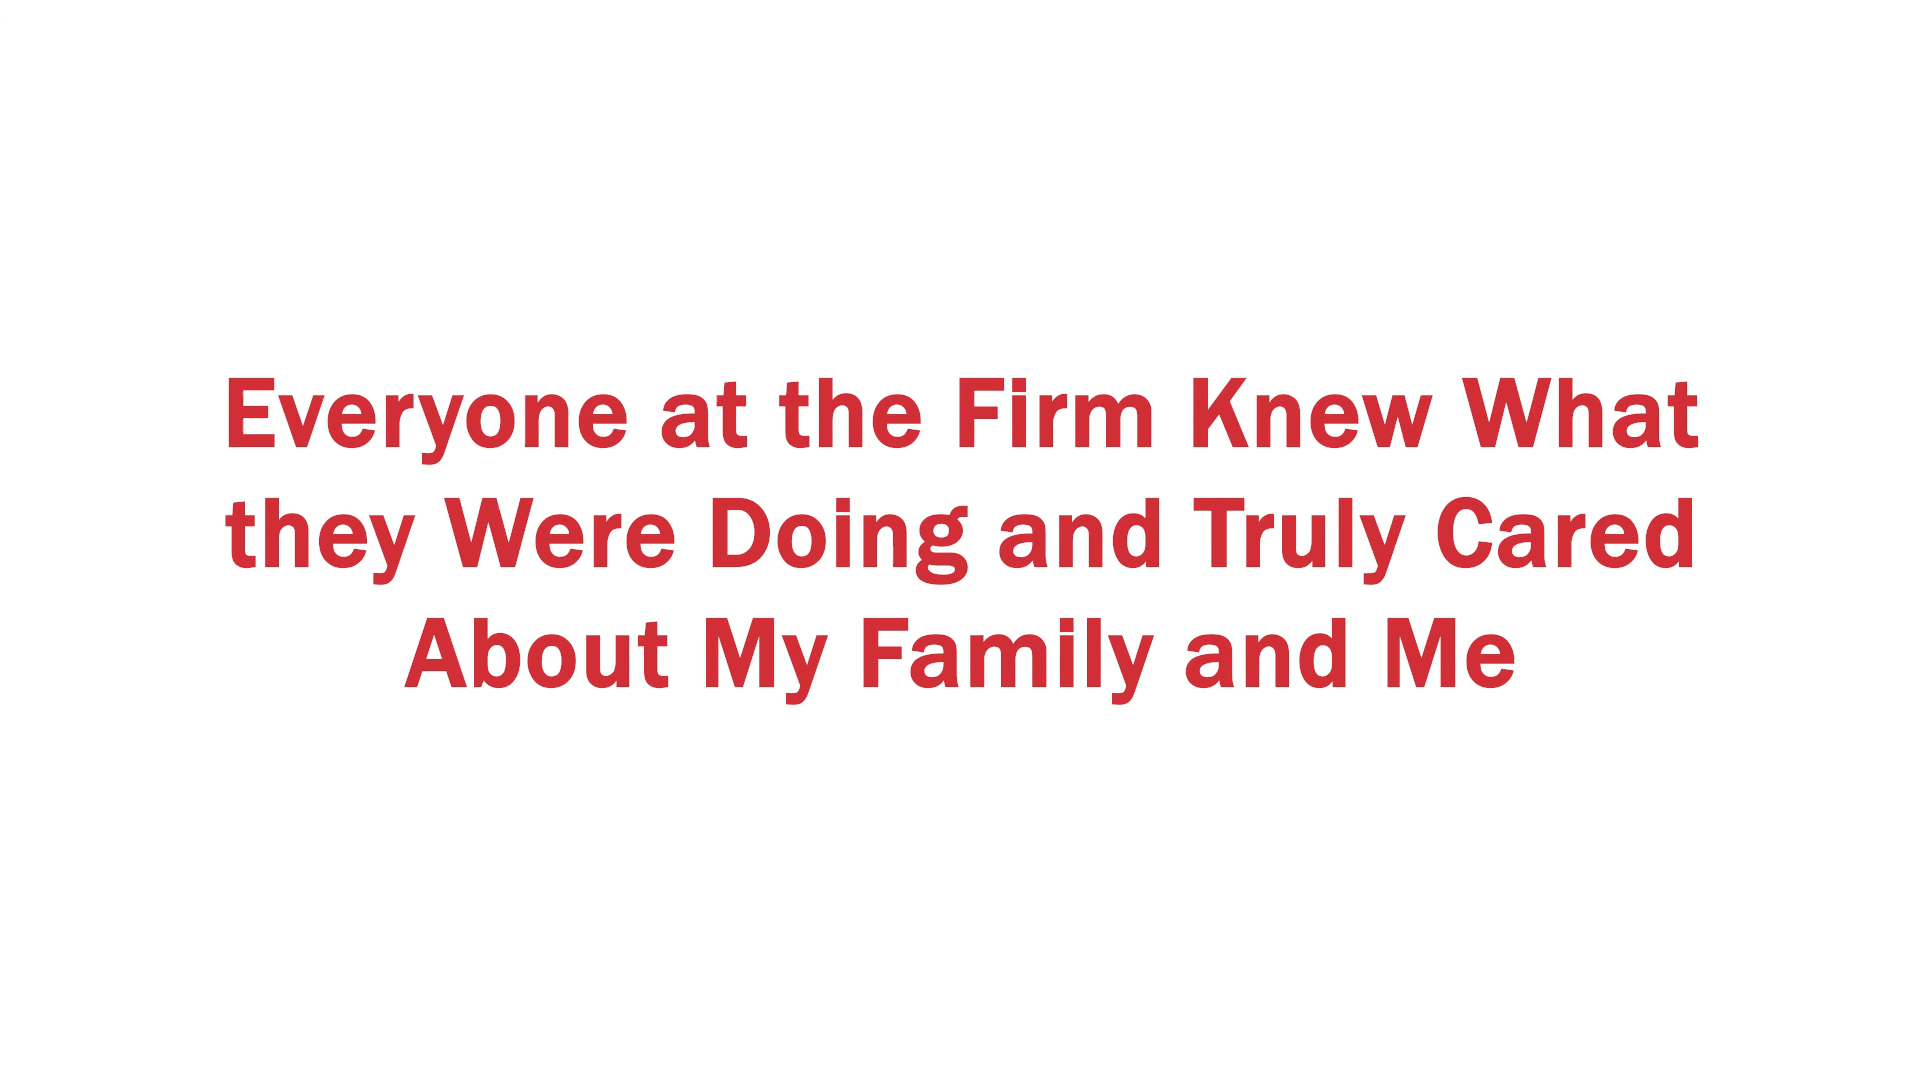 Everyone at the Firm Knew What
they Were Doing and Truly Cared
About My Family and Me